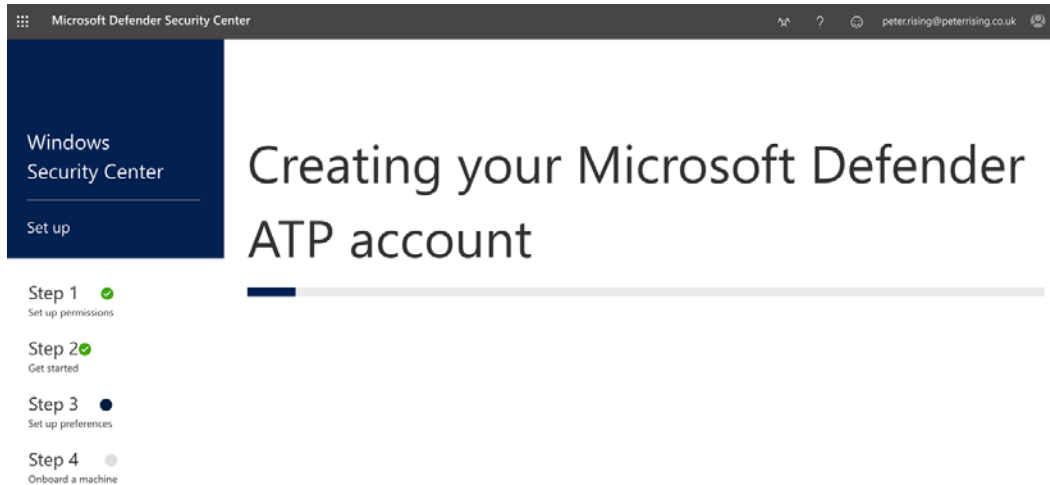 Microsoft Defender Security Center
peter.rising@peterrising.co.uk
Windows
Security Center
Set up
Creating your Microsoft Defender
ATP account
Step 1
Set up permissions
Step 2
Get started
Step 3
Set up preferences
Step 4
Onboard a machine